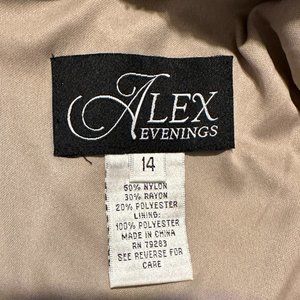 ALEX
EVENINGS
14
50% NYLON
30% RAYON
20% POLYESTER
LINING:
100% POLYESTER
MADE IN CHINA
RN 79283
SEE REVERSE FOR
CARE